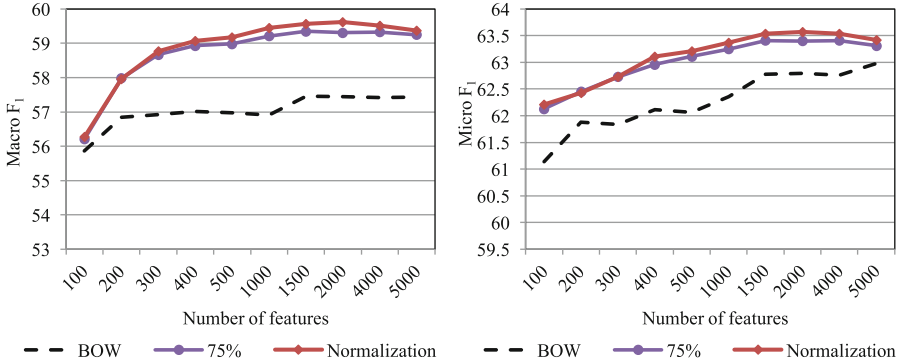 60
59
58
57
56
55
54
53
Macro F1
100 200 300 400 500 1000 1500 2000 4000 5000
Number of features
BOW 75% Normalization
64
63.5
63
62.5
62
61.5
61
60.5
60
59.5
Micro F1
100 200 300 400 500 1000 1500 2000 4000 5000
Number of features
BOW 75% Normalization